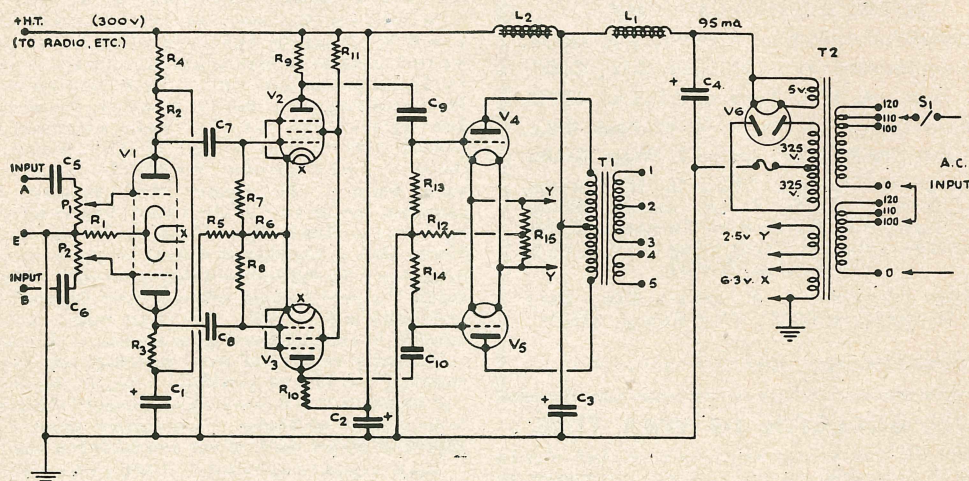 +H.T. (300v)
(TO RADIO, ETC.)
L2
L1
95 ma
T2
R4
R9
R11
C4
+
5 v.
V6
S1
120
110
100
R2
V2
C9
V4
C7
325 v.
325 v.
A.C.
INPUT
V1
X
T1
1
INPUT
A
C5
P1
R7
R13
Y
2
0
120
110
100
R1
R5
R6
R12
R15
E
X
2.5v Y
P2
R8
R14
3
4
Y
INPUT
B
C6
X
6.3v X
5
0
R3
C8
V3
C10
V5
+
C1
R10
C2
+
+
C3